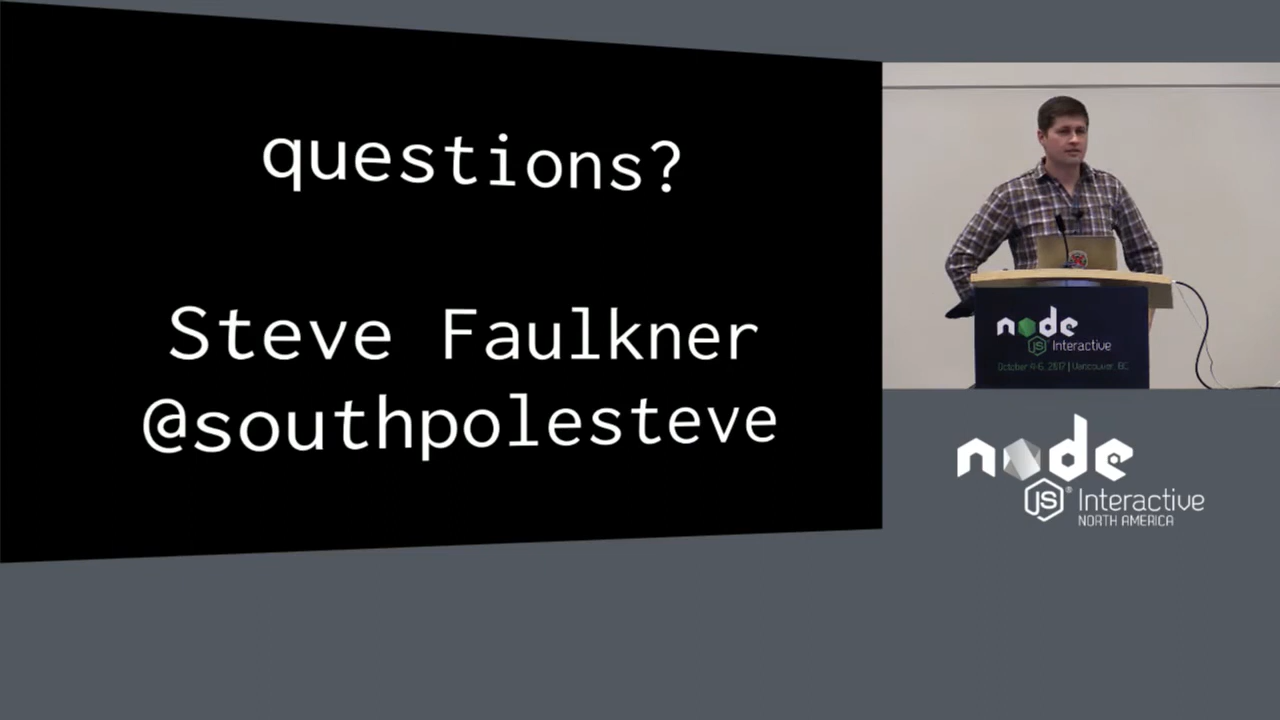 questions?
Steve Faulkner
@southpolesteve
node
JS Interactive
October 4-6, 2017 | Vancouver, BC
node
JS® Interactive
NORTH AMERICA